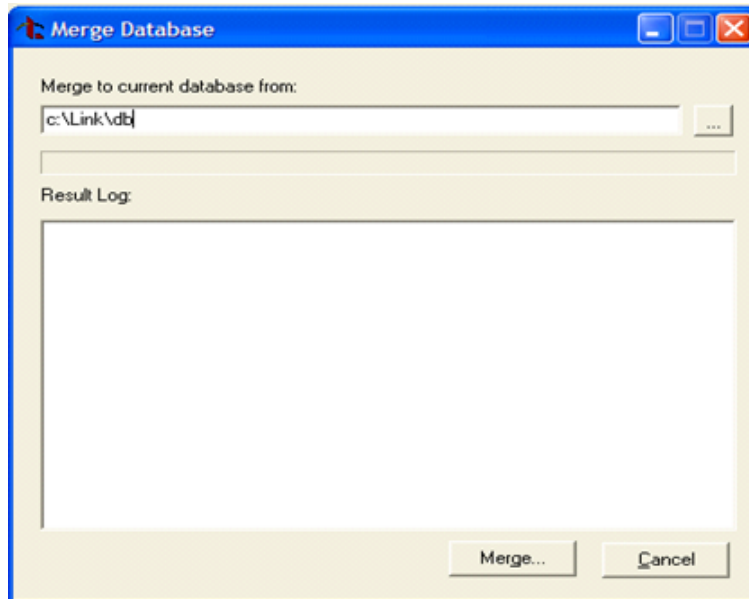 Merge Database
Merge to current database from:
c:\Link\db
...
Result Log:
Merge...
Cancel